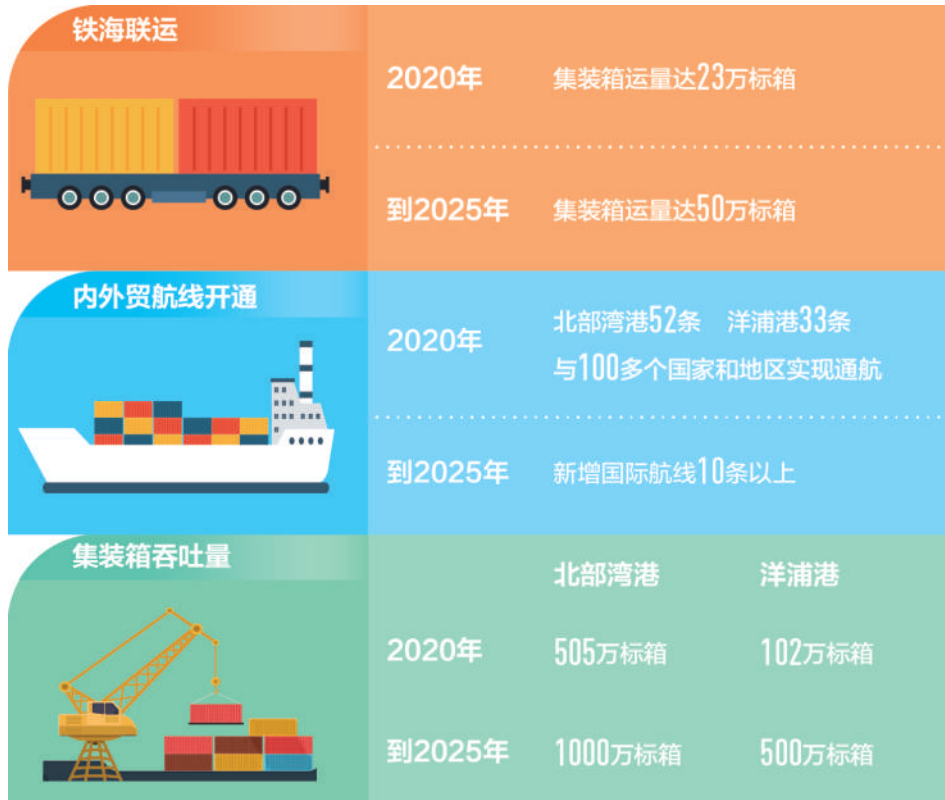 铁海联运
2020年 集装箱运量达23万标箱
到2025年 集装箱运量达50万标箱
内外贸航线开通
2020年 北部湾港52条 洋浦港33条
与100多个国家和地区实现通航
到2025年 新增国际航线10条以上
集装箱吞吐量
北部湾港 洋浦港
2020年 505万标箱 102万标箱
到2025年 1000万标箱 500万标箱